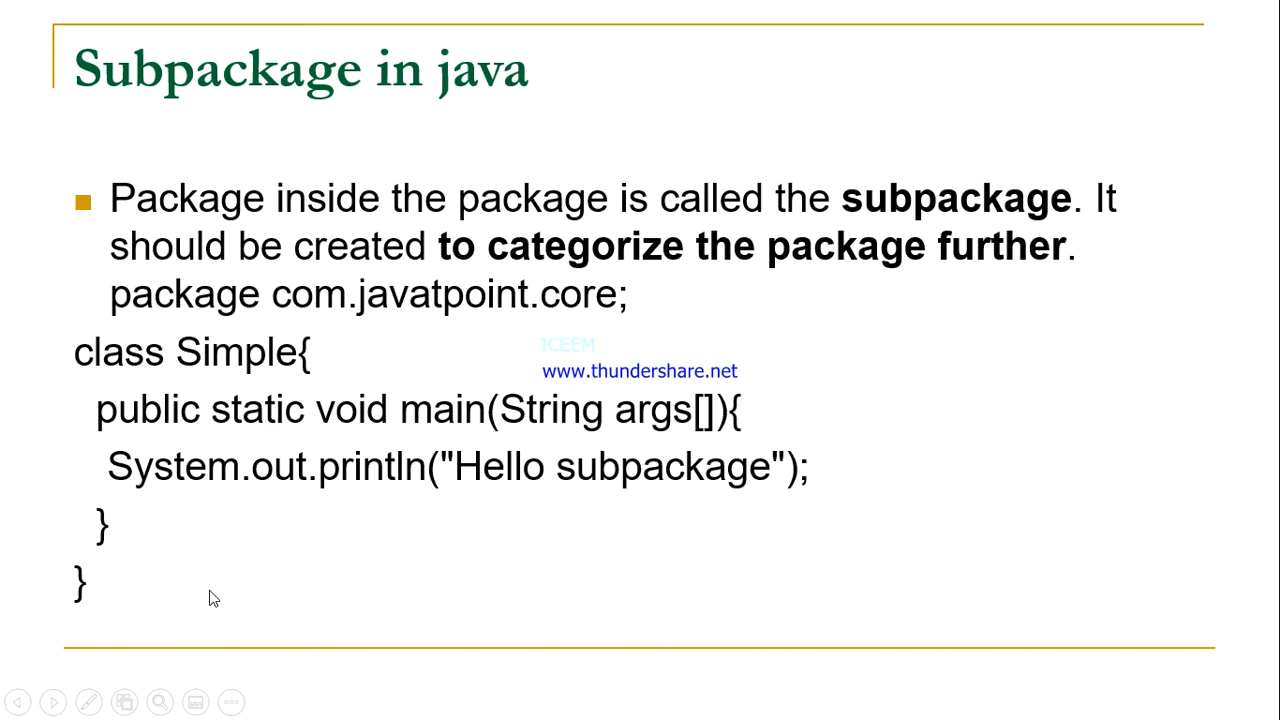 Subpackage in java
Package inside the package is called the subpackage. It
should be created to categorize the package further.
package com.javatpoint.core;
class Simple{
ICEEM
www.thundershare.net
public static void main(String args[]){
System.out.println("Hello subpackage");
}
}